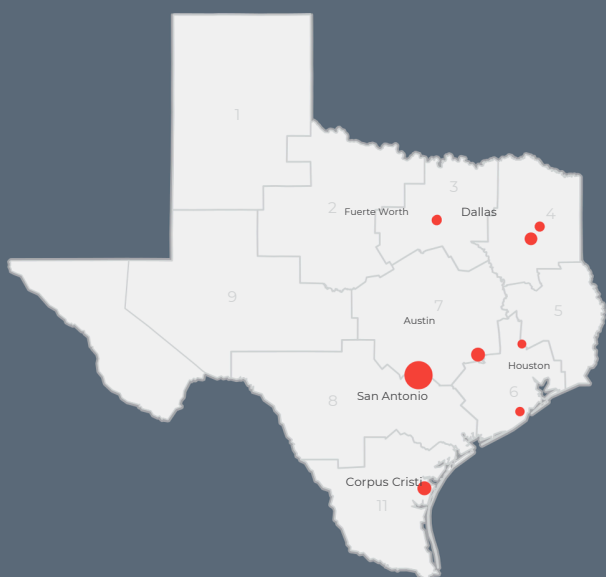 1
3
2
Fuerte Worth
Dallas
4
9
7
5
Austin
Houston
8
San Antonio
6
Corpus Cristi
11